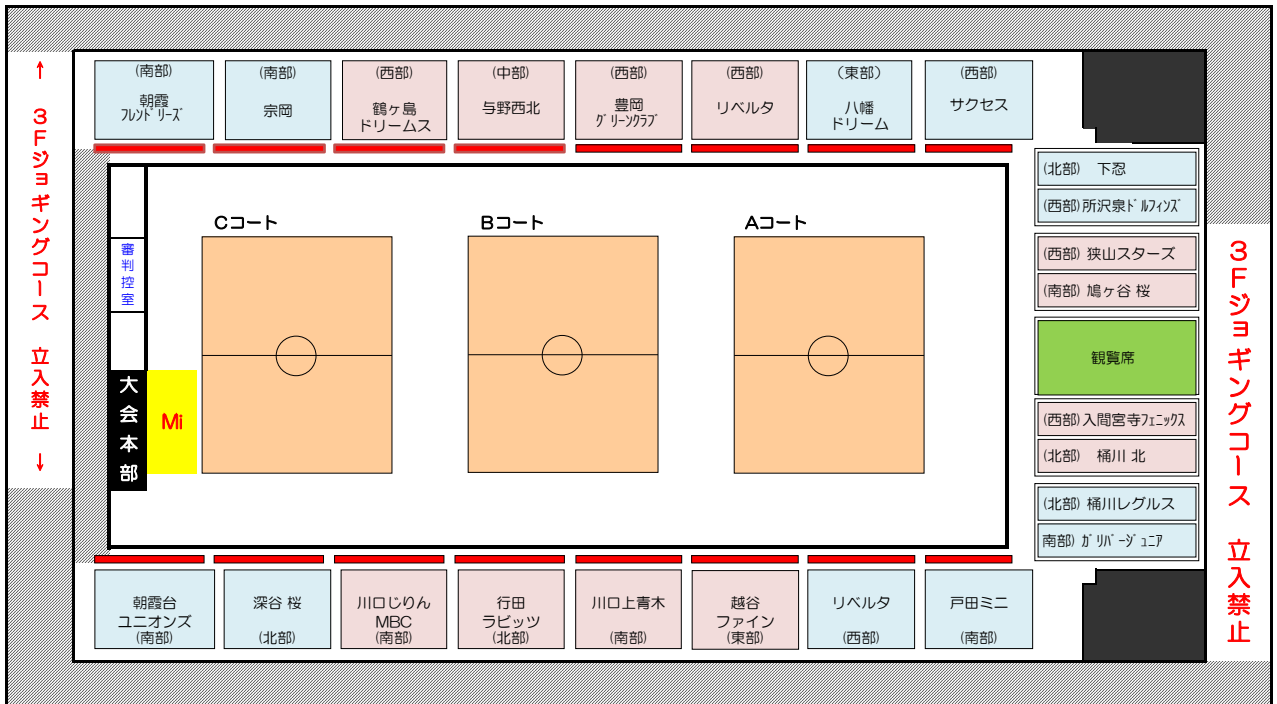 ↑ 3Fジョギングコース 立入禁止 ↓
(南部)
朝霞
ﾌﾚﾝﾄﾞﾘｰｽﾞ
(南部)
宗岡
(西部)
鶴ヶ島
ドリームス
(中部)
与野西北
(西部)
豊岡
ｸﾞﾘｰﾝｸﾗﾌﾞ
(西部)
リベルタ
(東部)
八幡
ドリーム
(西部)
サクセス
(北部) 下忍
(西部)所沢泉ﾄﾞﾙﾌｨﾝｽﾞ
(西部) 狭山スターズ
(南部) 鳩ヶ谷 桜
観覧席
(西部)入間宮寺ﾌｪﾆｯｸｽ
(北部) 桶川 北
(北部) 桶川レグルス
南部) ｶﾞﾘﾊﾞｰｼﾞｭﾆｱ
Cコート
Bコート
Aコート
審判控室
大会本部
Mi
朝霞台
ユニオンズ
(南部)
深谷 桜
(北部)
川口じりん
MBC
(南部)
行田
ラビッツ
(北部)
川口上青木
(南部)
越谷
ファイン
(東部)
リベルタ
(西部)
戸田ミニ
(南部)
3Fジョギングコース 立入禁止